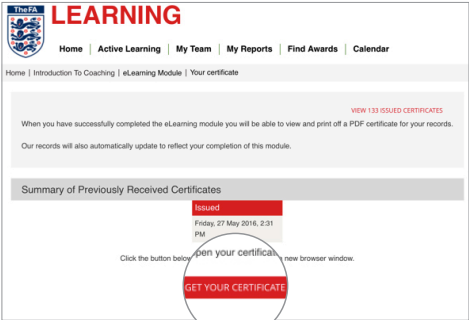 The FA
LEARNING
Home | Active Learning | My Team | My Reports | Find Awards | Calendar
Home | Introduction To Coaching | eLearning Module | Your certificate
VIEW 133 ISSUED CERTIFICATES
When you have successfully completed the eLearning module you will be able to view and print off a PDF certificate for your records.
Our records will also automatically update to reflect your completion of this module.
Summary of Previously Received Certificates
Issued
Friday, 27 May 2016, 2:31
PM
Click the button below pen your certificat new browser window.
GET YOUR CERTIFICATE